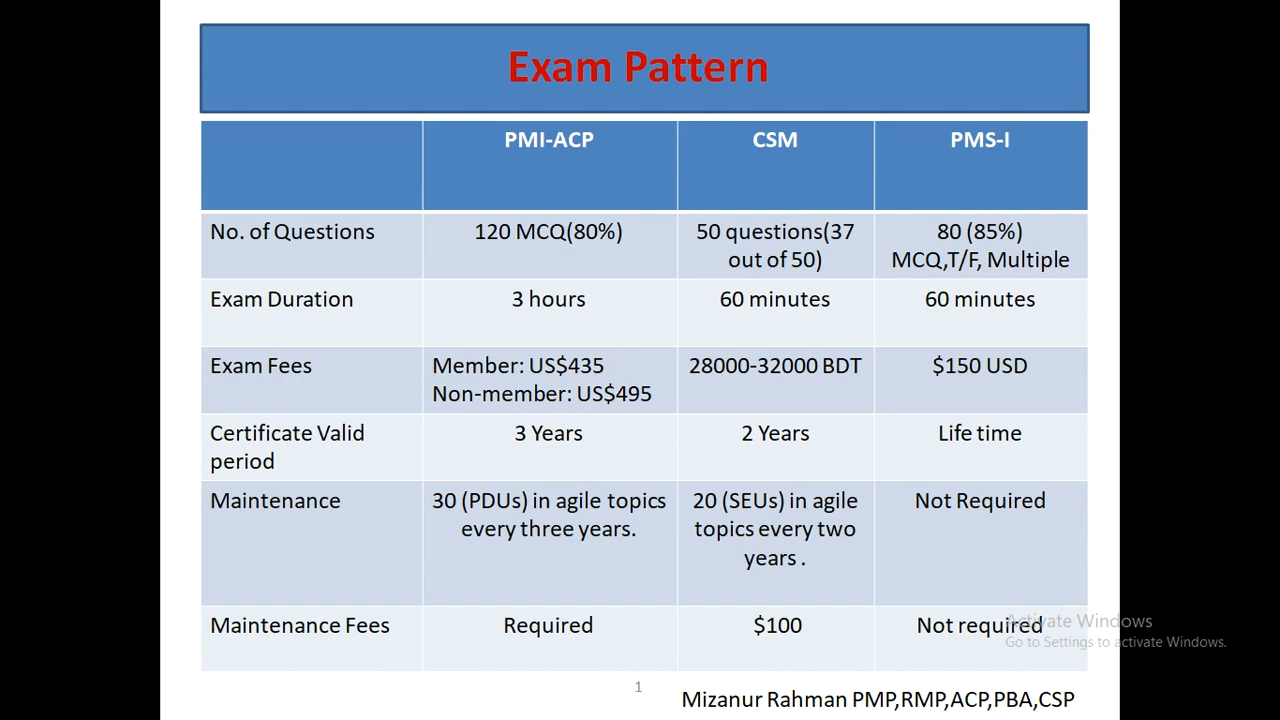 Exam Pattern
PMI-ACP CSM PMS-I
No. of Questions 120 MCQ(80%) 50 questions(37 80 (85%)
out of 50) MCQ,T/F, Multiple
Exam Duration 3 hours 60 minutes 60 minutes
Exam Fees Member: US$435 28000-32000 BDT $150 USD
Non-member: US$495
Certificate Valid 3 Years 2 Years Life time
period
Maintenance 30 (PDUs) in agile topics 20 (SEUs) in agile Not Required
every three years. topics every two
years .
Maintenance Fees Required $100 Not required
Activate Windows
Go to Settings to activate Windows.
1
Mizanur Rahman PMP,RMP,ACP,PBA,CSP